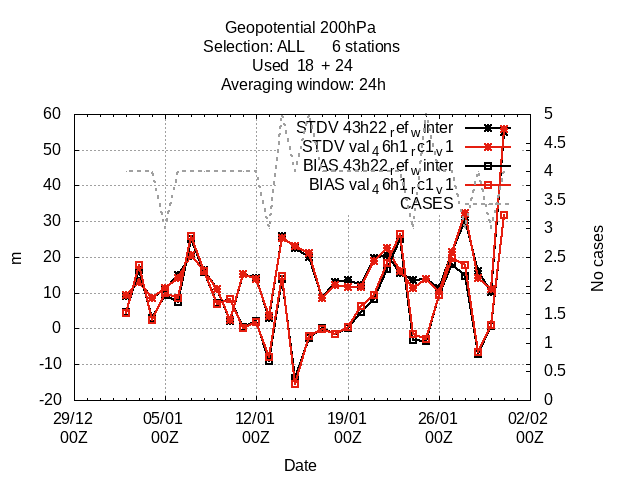 Geopotential 200hPa
Selection: ALL 6 stations
Used 18 + 24
Averaging window: 24h
STDV 43h22_ref_winter
STDV val_46h1_rc1_v1
BIAS 43h22_ref_winter
BIAS val_46h1_rc1_v1
CASES
60
50
40
30
20
10
0
-10
-20
m
5
4.5
4
3.5
3
2.5
2
1.5
1
0.5
0
No cases
29/12 05/01 12/01 19/01 26/01 02/02
00Z 00Z 00Z 00Z 00Z 00Z
Date